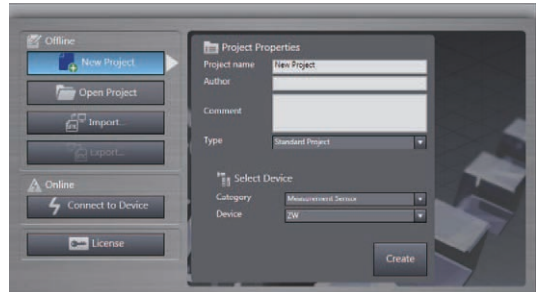 Offline
New Project
Open Project
Import...
Export...
Online
Connect to Device
License
Project Properties
Project name New Project
Author
Comment
Type Standard Project
Select Device
Category Measurement Sensor
Device ZW
Create